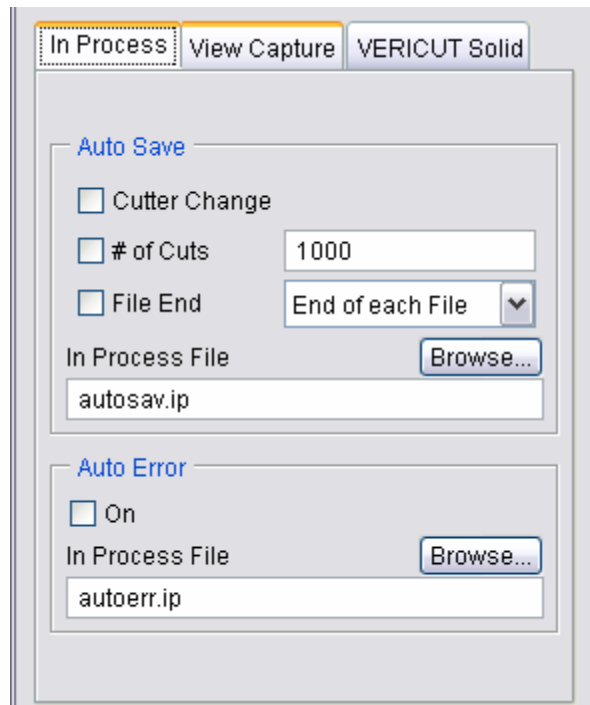 In Process View Capture VERICUT Solid
Auto Save
Cutter Change
# of Cuts 1000
File End End of each File
In Process File Browse...
autosav.ip
Auto Error
On
In Process File Browse...
autoerr.ip